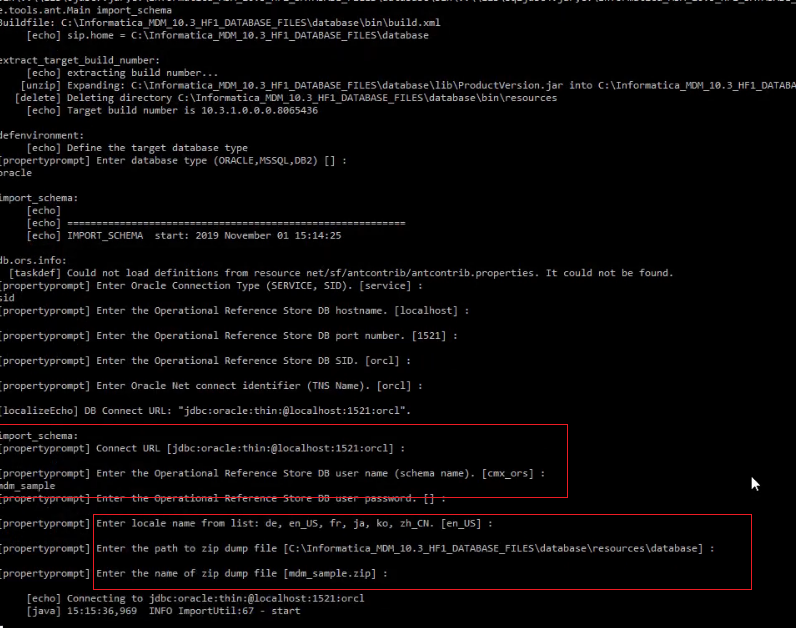 e.tools.ant.Main import_schema
Buildfile: C:\Informatica_MDM_10.3_HF1_DATABASE_FILES\database\bin\build.xml
[echo] sip.home = C:\Informatica_MDM_10.3_HF1_DATABASE_FILES\database
extract_target_build_number:
[echo] extracting build number...
[unzip] Expanding: C:\Informatica_MDM_10.3_HF1_DATABASE_FILES\database\lib\ProductVersion.jar into C:\Informatica_MDM_10.3_HF1_DATABA
[delete] Deleting directory C:\Informatica_MDM_10.3_HF1_DATABASE_FILES\database\bin\resources
[echo] Target build number is 10.3.1.0.0.0.8065436
defenvironment:
[echo] Define the target database type
[propertyprompt] Enter database type (ORACLE,MSSQL,DB2) [] :
oracle
import_schema:
[echo]
[echo] ==========================================================
[echo] IMPORT_SCHEMA  start: 2019 November 01 15:14:25
db.ors.info:
[taskdef] Could not load definitions from resource net/sf/antcontrib/antcontrib.properties. It could not be found.
[propertyprompt] Enter Oracle Connection Type (SERVICE, SID). [service] :
sid
[propertyprompt] Enter the Operational Reference Store DB hostname. [localhost] :
[propertyprompt] Enter the Operational Reference Store DB port number. [1521] :
[propertyprompt] Enter the Operational Reference Store DB SID. [orcl] :
[propertyprompt] Enter Oracle Net connect identifier (TNS Name). [orcl] :
[localizeEcho] DB Connect URL: "jdbc:oracle:thin:@localhost:1521:orcl".
import_schema:
[propertyprompt] Connect URL [jdbc:oracle:thin:@localhost:1521:orcl] :
[propertyprompt] Enter the Operational Reference Store DB user name (schema name). [cmx_ors] :
mdm_sample
[propertyprompt] Enter the Operational Reference Store DB user password. [] :
[propertyprompt] Enter locale name from list: de, en_US, fr, ja, ko, zh_CN. [en_US] :
[propertyprompt] Enter the path to zip dump file [C:\Informatica_MDM_10.3_HF1_DATABASE_FILES\database\resources\database] :
[propertyprompt] Enter the name of zip dump file [mdm_sample.zip] :
[echo] Connecting to jdbc:oracle:thin:@localhost:1521:orcl
[java] 15:15:36,969  INFO ImportUtil:67 - start